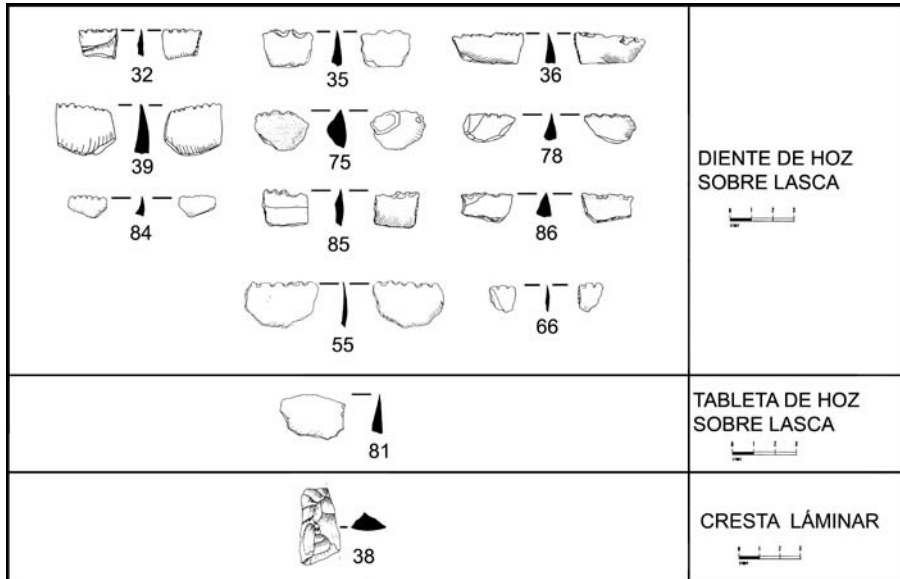 32
35
36
39
75
78
84
85
86
55
66
DIENTE DE HOZ
SOBRE LASCA
81
TABLETA DE HOZ
SOBRE LASCA
38
CRESTA LÁMINAR